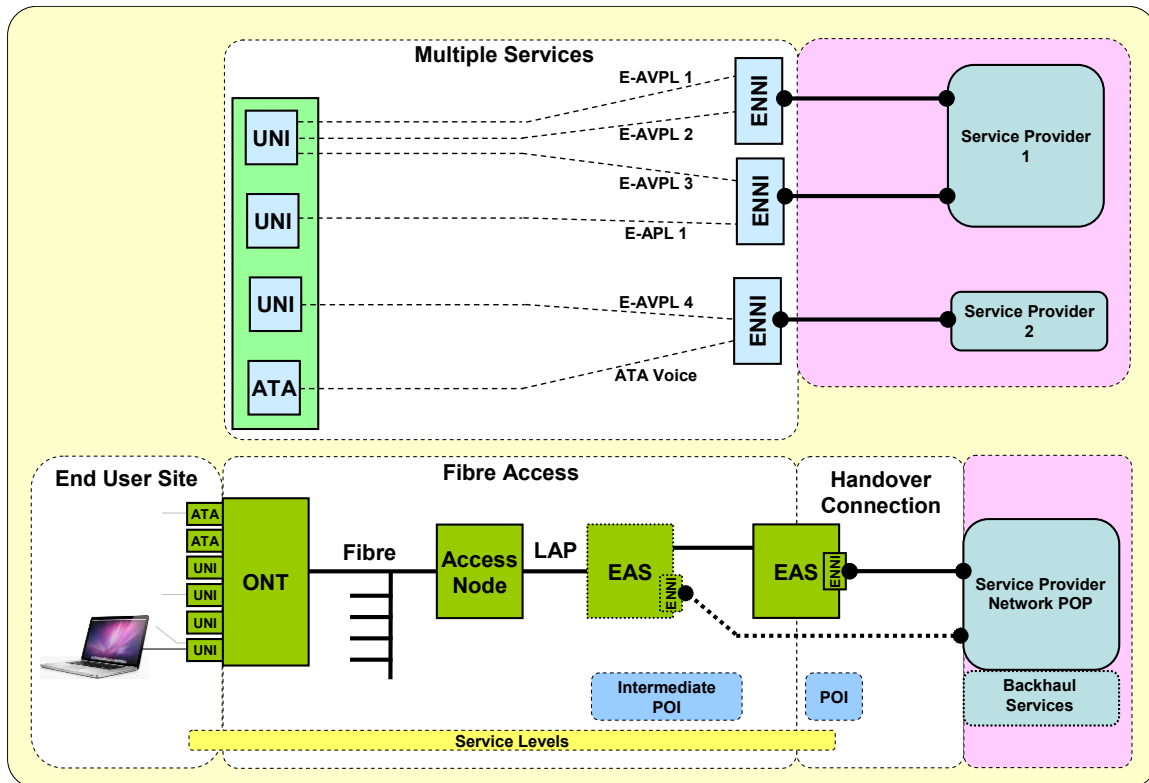 Multiple Services
E-AVPL 1
E-AVPL 2
E-AVPL 3
E-APL 1
E-AVPL 4
ATA Voice
UNI
UNI
UNI
ATA
ENNI
ENNI
ENNI
Service Provider
1
Service Provider
2
End User Site
Fibre Access
Handover
Connection
ATA
ATA
UNI
UNI
UNI
UNI
ONT
Fibre
Access
Node
LAP
EAS
ENNI
EAS
ENNI
Service Provider
Network POP
Intermediate
POI
POI
Backhaul
Services
Service Levels